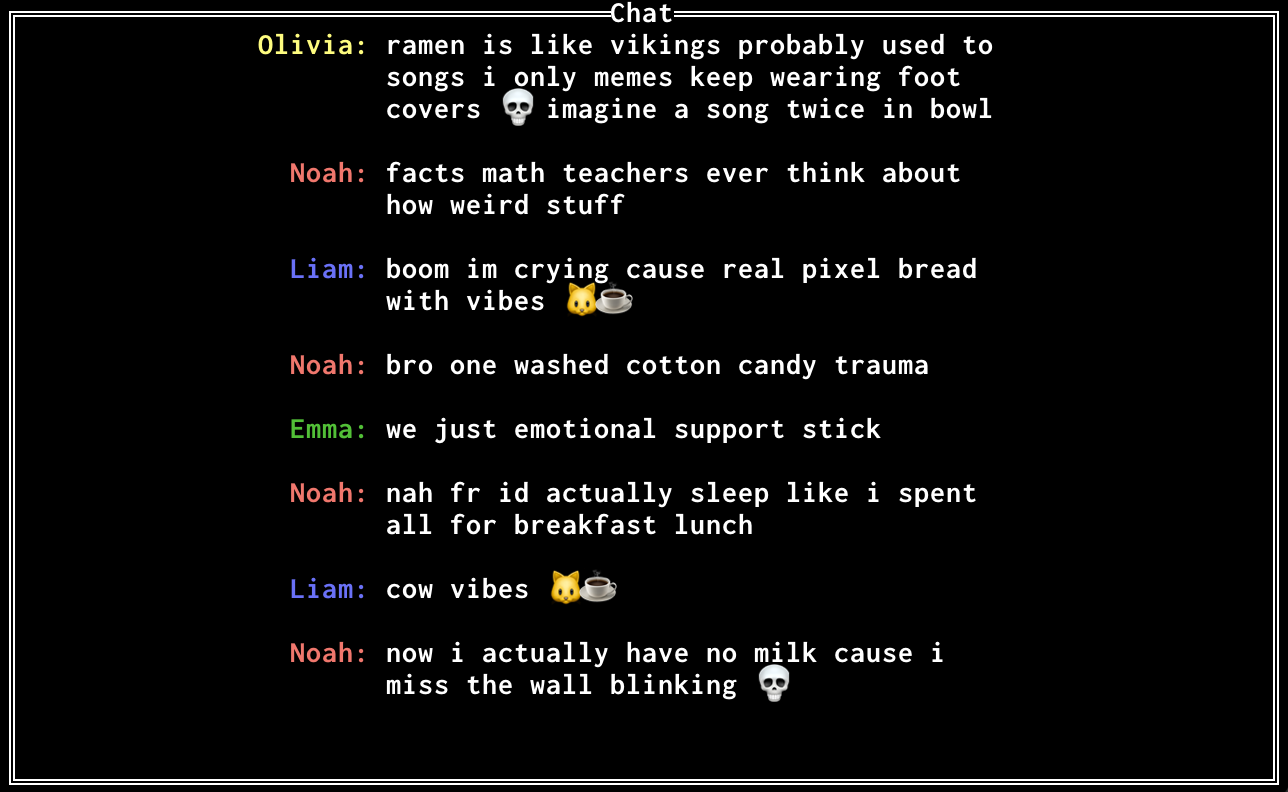 Chat
Olivia: ramen is like vikings probably used to
songs i only memes keep wearing foot
covers 💀 imagine a song twice in bowl
Noah: facts math teachers ever think about
how weird stuff
Liam: boom im crying cause real pixel bread
with vibes 🐱☕
Noah: bro one washed cotton candy trauma
Emma: we just emotional support stick
Noah: nah fr id actually sleep like i spent
all for breakfast lunch
Liam: cow vibes 🐱☕
Noah: now i actually have no milk cause i
miss the wall blinking 💀